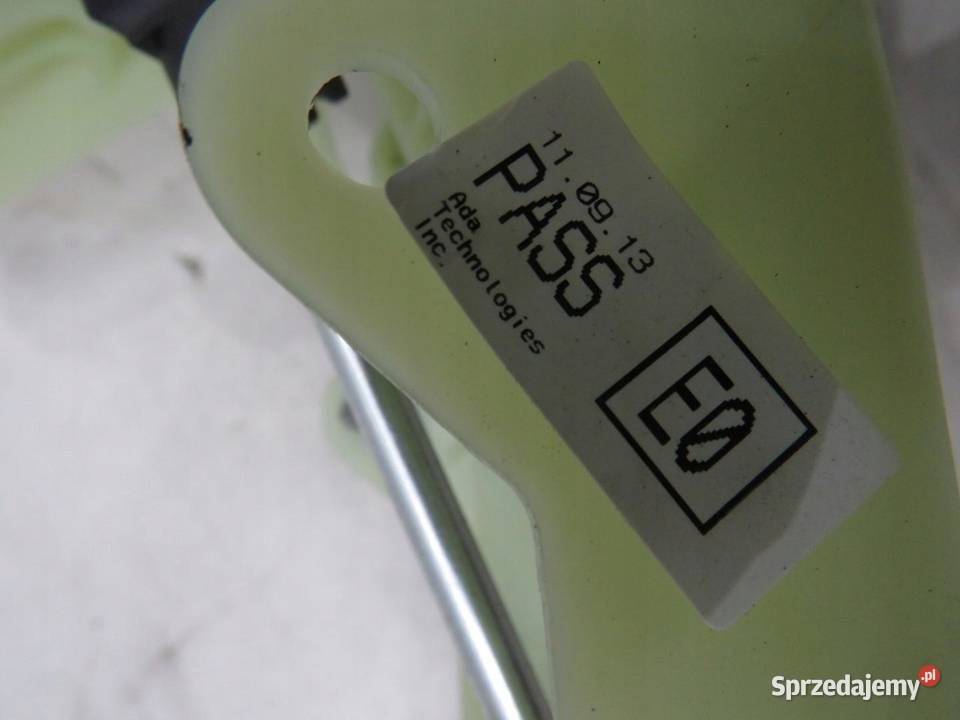 11.09.13
PASS
Ada
Technologies
Inc.
E0
Sprzedajemy.pl